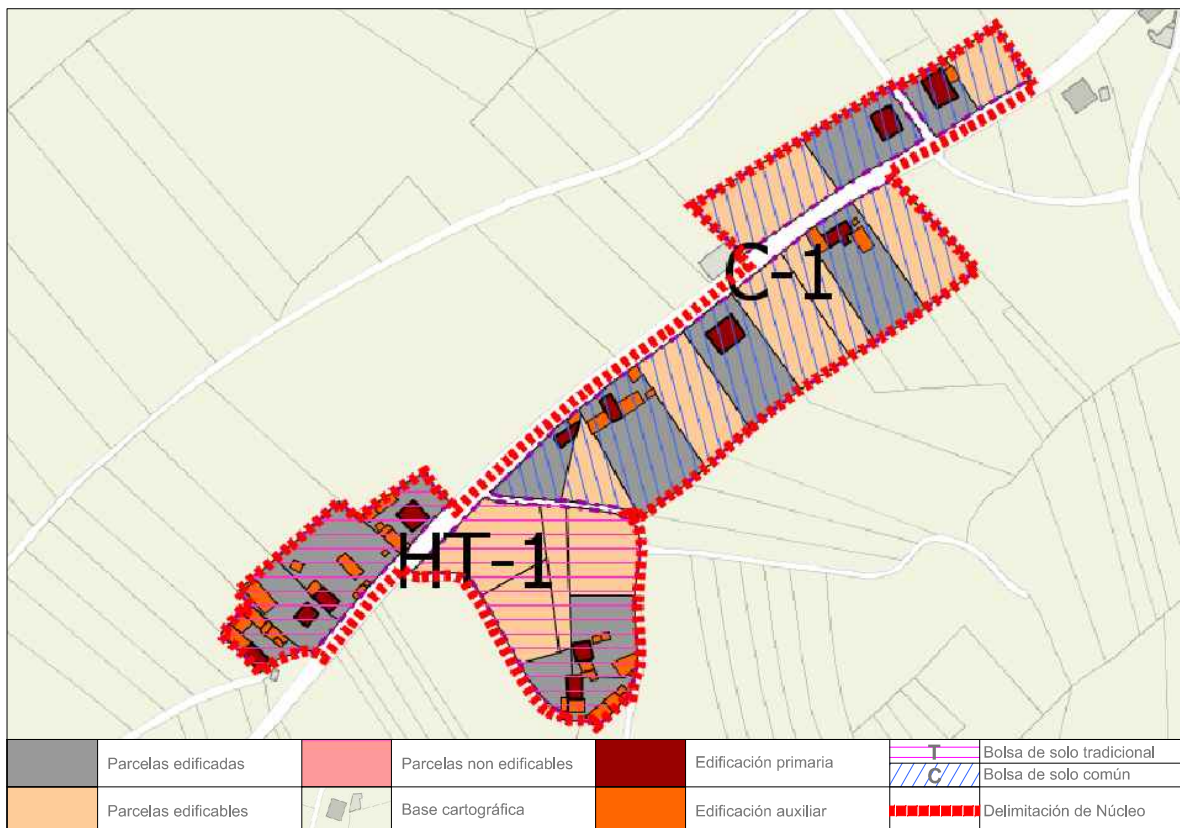 C-1
HT-1
Parcelas edificadas
Parcelas non edificables
Edificación primaria
T
Bolsa de solo tradicional
C
Bolsa de solo común
Parcelas edificables
Base cartográfica
Edificación auxiliar
Delimitación de Núcleo